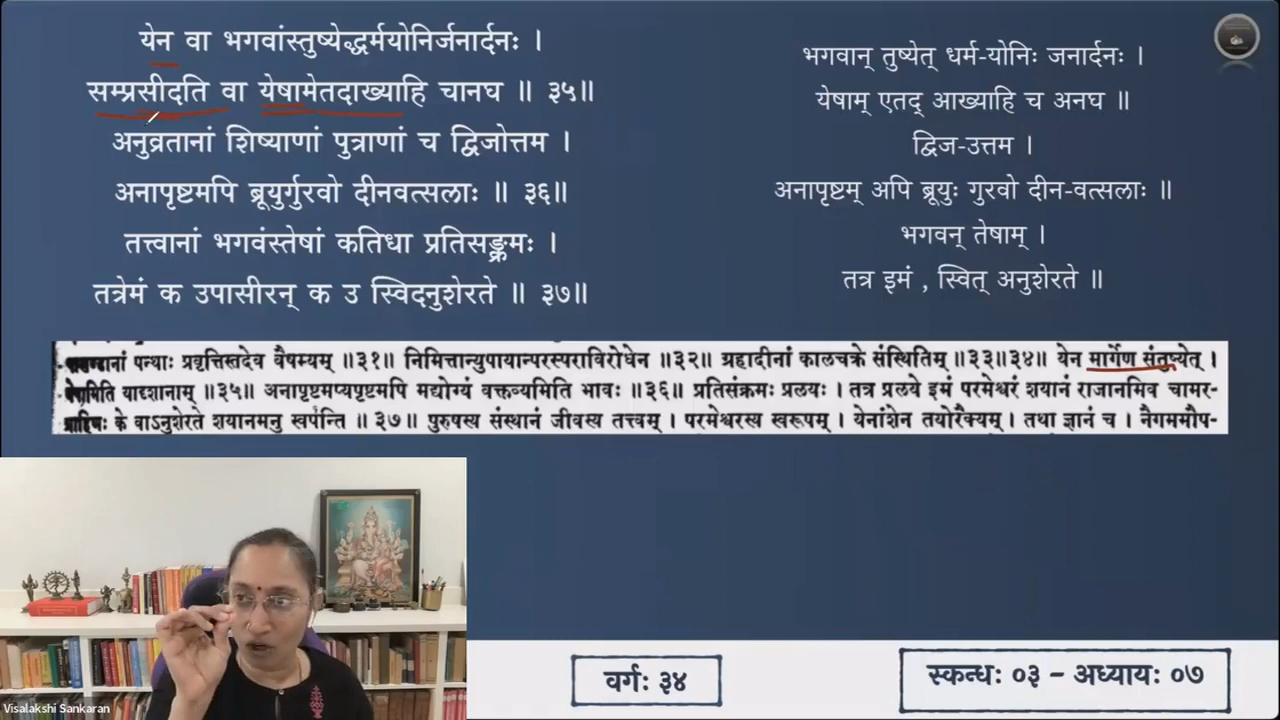 येन वा भगवांस्तुष्येद्धर्मयोनिर्जनार्दनः ।
सम्प्रसीदति वा येषामेतदाख्याहि चानघ ॥ ३५॥
अनुव्रतानां शिष्याणां पुत्राणां च द्विजोत्तम ।
अनापृष्टमपि ब्रूयुर्गुरवो दीनवत्सलाः ॥ ३६॥
तत्त्वानां भगवंस्तेषां कतिधा प्रतिसङ्क्रमः ।
तत्रेमं क उपासीरन् क उ स्विदनुशेरते ॥ ३७॥
भगवान् तुष्येत् धर्म-योनिः जनार्दनः ।
येषाम् एतद् आख्याहि च अनघ ॥
द्विज-उत्तम ।
अनापृष्टम् अपि ब्रूयुः गुरवो दीन-वत्सलाः ॥
भगवन् तेषाम् ।
तत्र इमं , स्वित् अनुशेरते ॥
पन्थाः प्रवृत्तिस्तदेव वैषम्यम् ॥३१॥ निमित्तान्युपायान्परस्पराविरोधेन ॥३२॥ ग्रहादीनां कालचक्रे संस्थितिम् ॥३३॥३४॥ येन मार्गेण संतुष्येत् ।
येषामिति यादृशानाम् ॥३५॥ अनापृष्टमप्यपृष्टमपि मद्योग्यं वक्तव्यमिति भावः ॥३६॥ प्रतिसंक्रमः प्रलयः । तत्र प्रलये इमं परमेश्वरं शयानं राजानमिव चामर-
ग्राहिणः के वाऽनुशेरते शयानमनु स्वपन्ति ॥३७॥ पुरुषस्य संस्थानं जीवस्य तत्त्वम् । परमेश्वरस्य स्वरूपम् । येनांशेन तयोरैक्यम् । तथा ज्ञानं च । नैगममौप-
Visalakshi Sankaran
वर्गः ३४
स्कन्धः ०३ – अध्यायः ०७